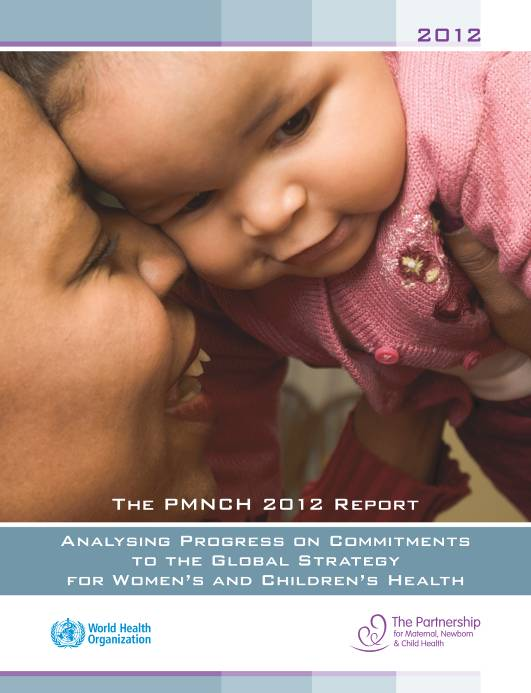 2012
The PMNCH 2012 Report
Analysing Progress on Commitments
to the Global Strategy
for Women's and Children's Health
World Health
Organization
The Partnership
for Maternal, Newborn
& Child Health